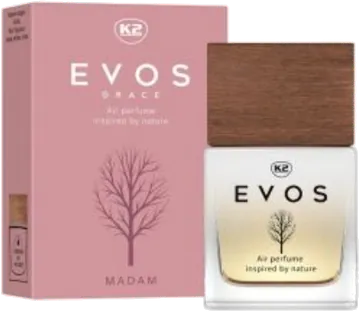 K2
EVOS
GRACE
Air perfume
inspired by nature
MADAM
K2
EVOS
Air perfume
inspired by nature